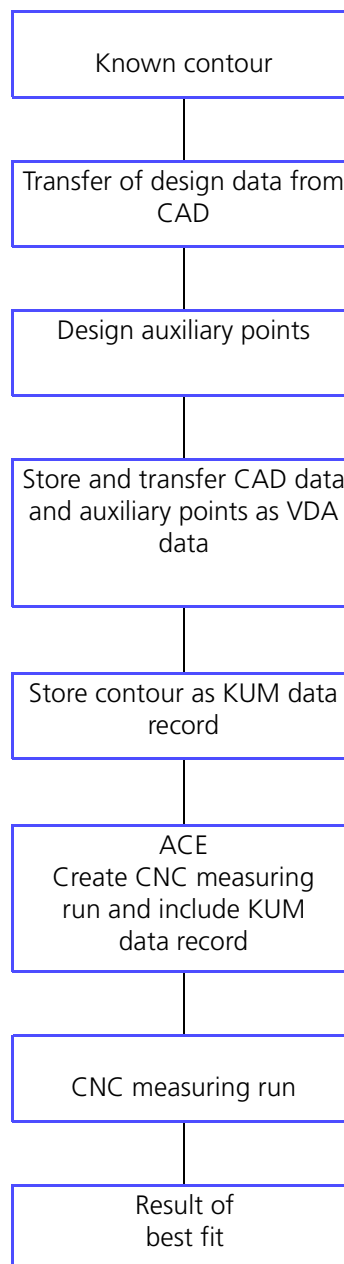 Known contour
Transfer of design data from
CAD
Design auxiliary points
Store and transfer CAD data
and auxiliary points as VDA
data
Store contour as KUM data
record
ACE
Create CNC measuring
run and include KUM
data record
CNC measuring run
Result of
best fit